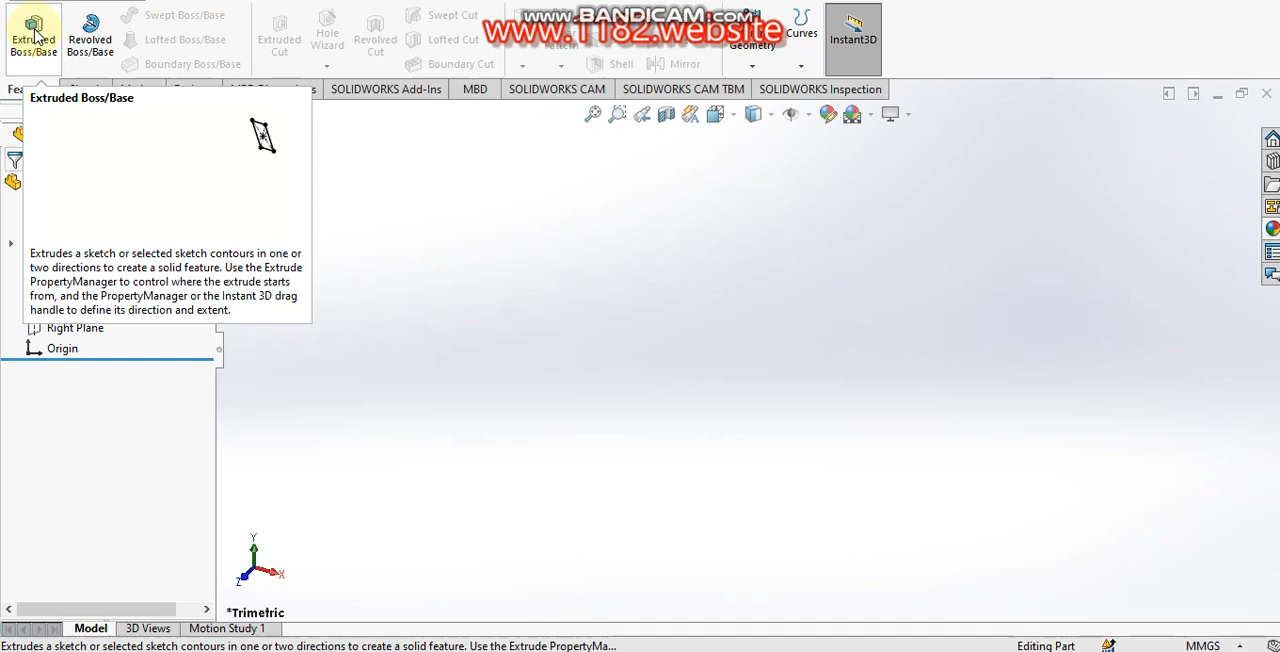 www.BANDICAM.com
www.1182.website
Extruded Boss/Base
Revolved Boss/Base
Swept Boss/Base
Lofted Boss/Base
Boundary Boss/Base
Extruded Cut
Hole Wizard
Revolved Cut
Swept Cut
Lofted Cut
Boundary Cut
Shell
Mirror
Geometry
Curves
Instant3D
SOLIDWORKS Add-Ins
MBD
SOLIDWORKS CAM
SOLIDWORKS CAM TBM
SOLIDWORKS Inspection
Extruded Boss/Base
Extrudes a sketch or selected sketch contours in one or
two directions to create a solid feature. Use the Extrude
PropertyManager to control where the extrude starts
from, and the PropertyManager or the Instant 3D drag
handle to define its direction and extent.
Right Plane
Origin
Y
X
Z
*Trimetric
Model
3D Views
Motion Study 1
Extrudes a sketch or selected sketch contours in one or two directions to create a solid feature. Use the Extrude PropertyMa...
Editing Part
MMGS